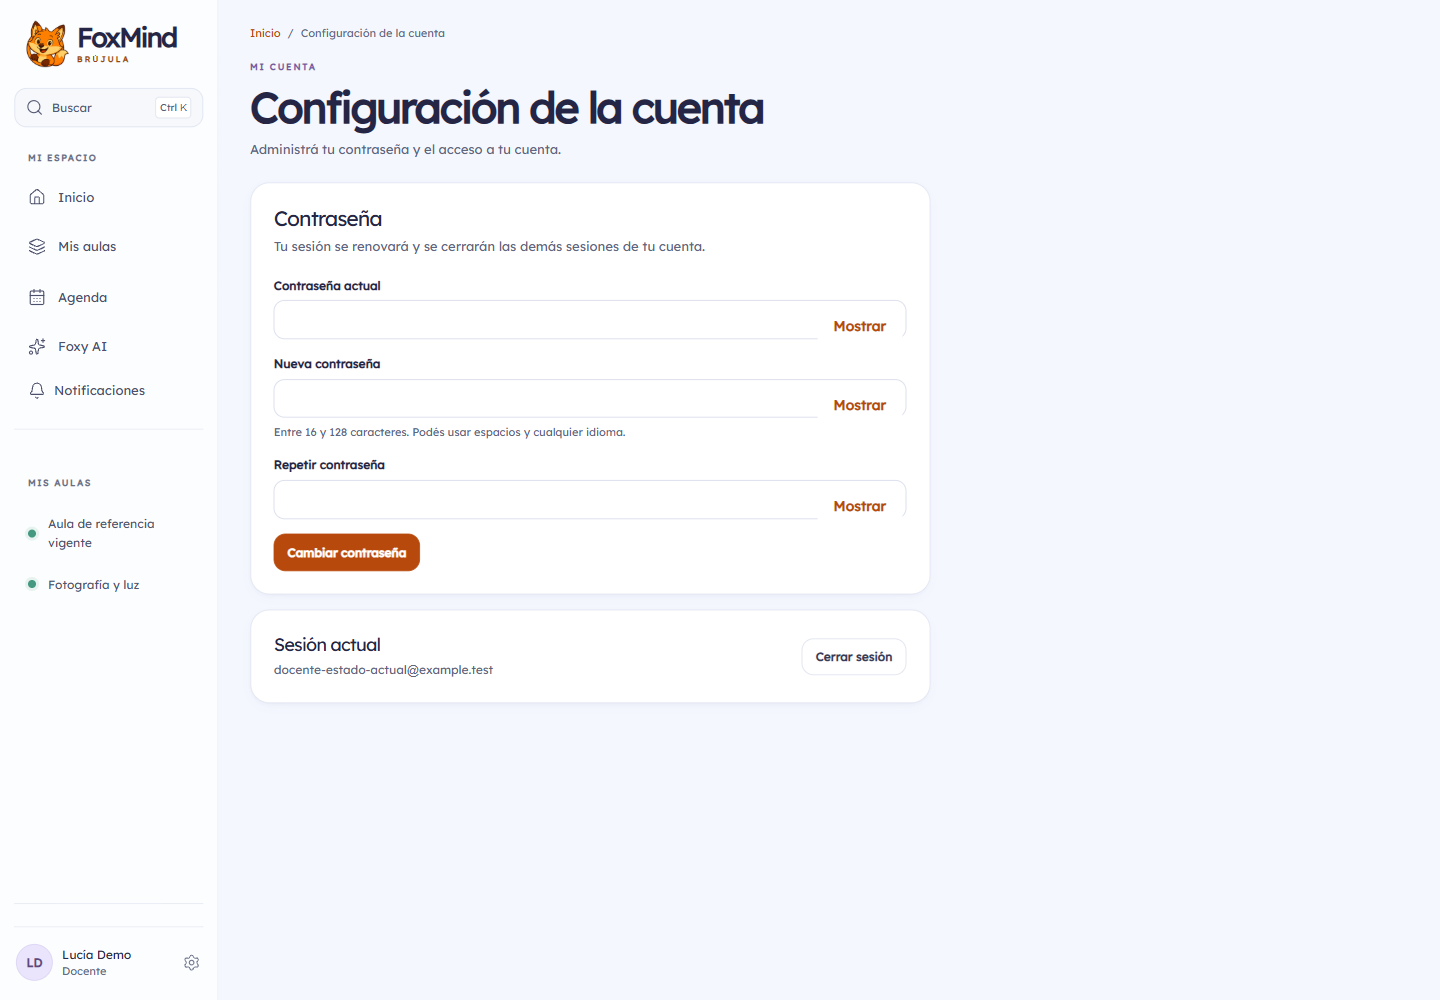 FoxMind
BRÚJULA
Buscar
Ctrl K
MI ESPACIO
Inicio
Mis aulas
Agenda
Foxy AI
Notificaciones
MIS AULAS
Aula de referencia
vigente
Fotografía y luz
LD
Lucía Demo
Docente
Inicio / Configuración de la cuenta
MI CUENTA
Configuración de la cuenta
Administrá tu contraseña y el acceso a tu cuenta.
Contraseña
Tu sesión se renovará y se cerrarán las demás sesiones de tu cuenta.
Contraseña actual
Mostrar
Nueva contraseña
Mostrar
Entre 16 y 128 caracteres. Podés usar espacios y cualquier idioma.
Repetir contraseña
Mostrar
Cambiar contraseña
Sesión actual
docente-estado-actual@example.test
Cerrar sesión